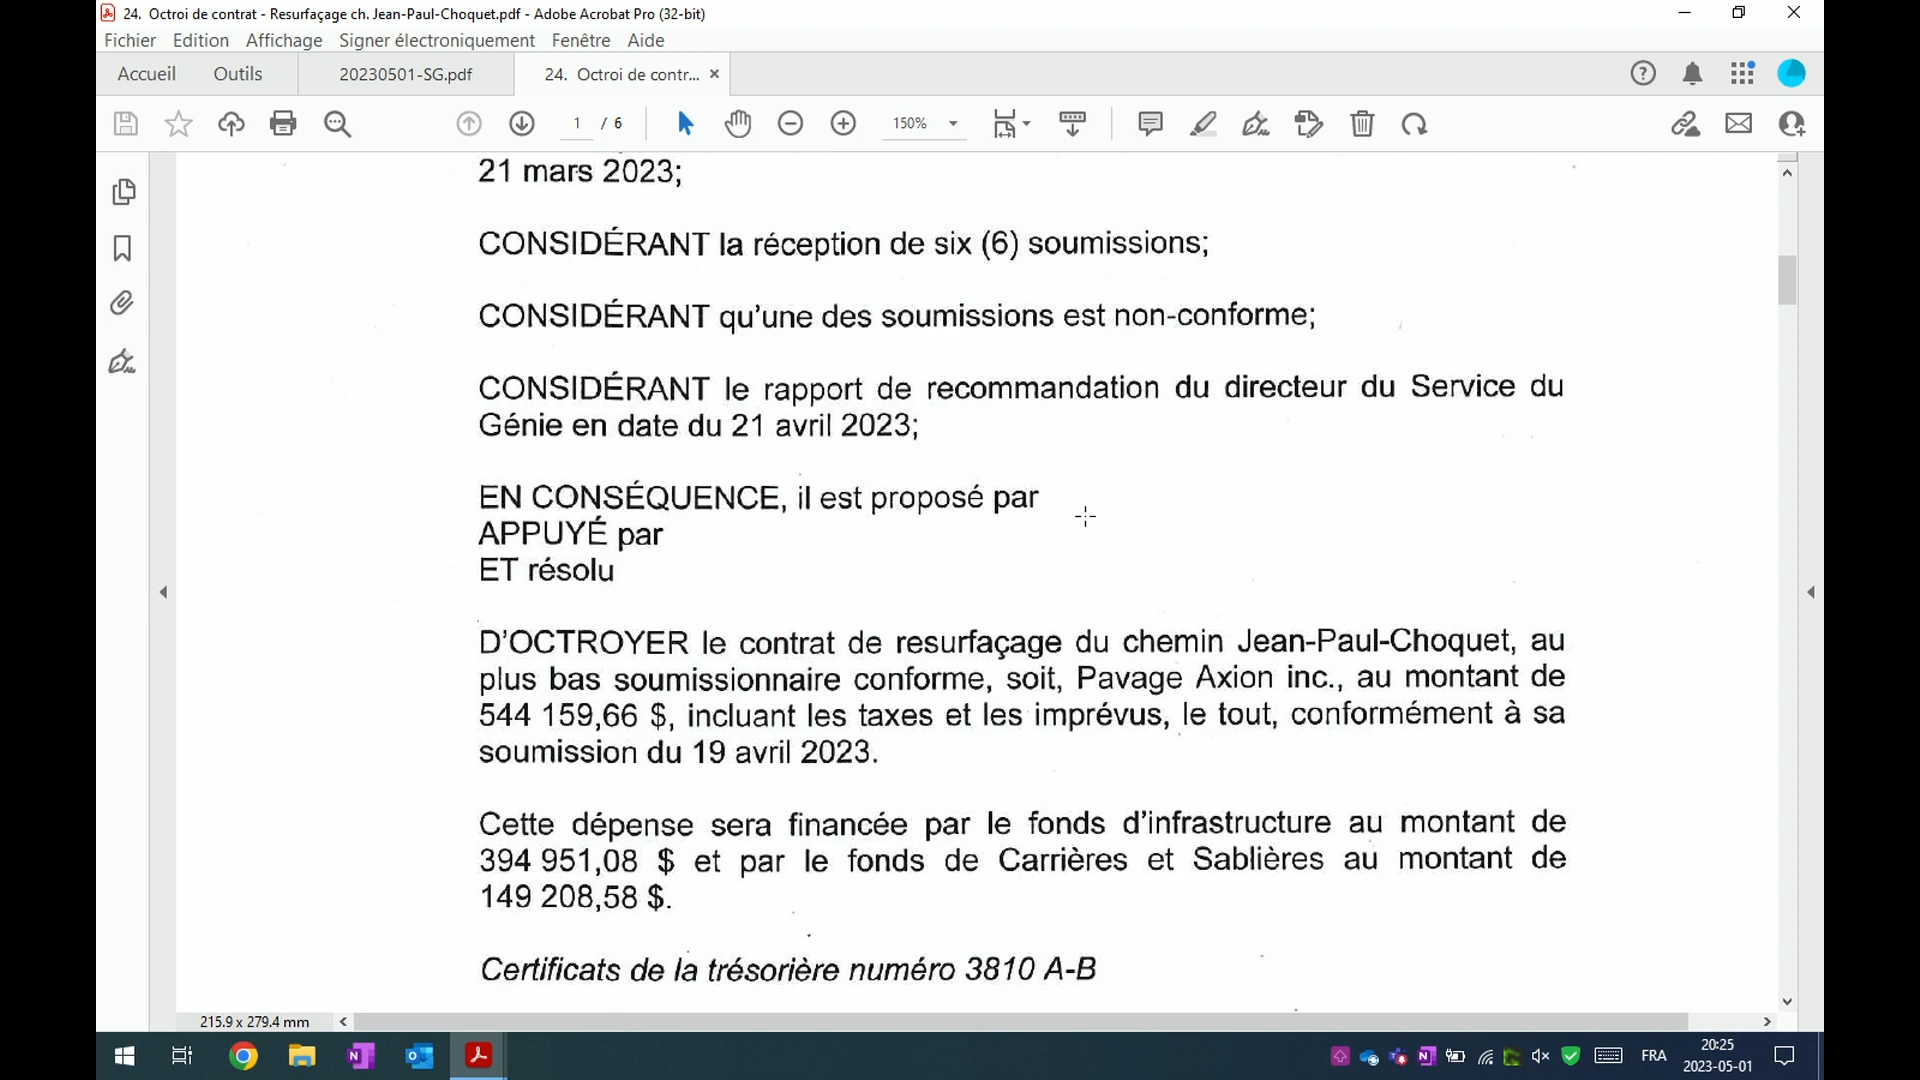 24. Octroi de contrat - Resurfaçage ch. Jean-Paul-Choquet.pdf - Adobe Acrobat Pro (32-bit)
Fichier Edition Affichage Signer électroniquement Fenêtre Aide
Accueil Outils 20230501-SG.pdf 24. Octroi de contr... ×
1 / 6 150%
21 mars 2023;
CONSIDÉRANT la réception de six (6) soumissions;
CONSIDÉRANT qu'une des soumissions est non-conforme;
CONSIDÉRANT le rapport de recommandation du directeur du Service du
Génie en date du 21 avril 2023;
EN CONSÉQUENCE, il est proposé par
APPUYÉ par
ET résolu
D'OCTROYER le contrat de resurfaçage du chemin Jean-Paul-Choquet, au
plus bas soumissionnaire conforme, soit, Pavage Axion inc., au montant de
544 159,66 $, incluant les taxes et les imprévus, le tout, conformément à sa
soumission du 19 avril 2023.
Cette dépense sera financée par le fonds d'infrastructure au montant de
394 951,08 $ et par le fonds de Carrières et Sablières au montant de
149 208,58 $.
Certificats de la trésorière numéro 3810 A-B
215.9 x 279.4 mm
FRA
20:25
2023-05-01